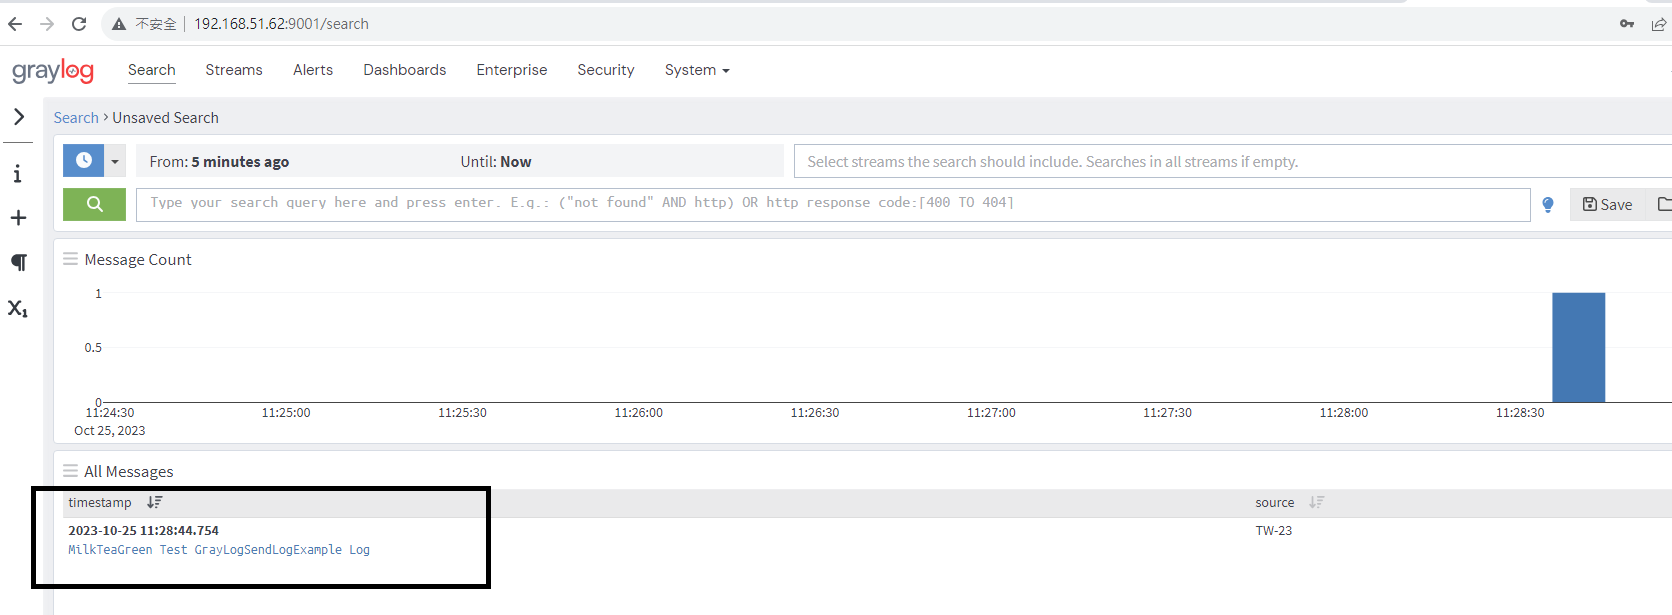 不安全 192.168.51.62:9001/search
graylog Search Streams Alerts Dashboards Enterprise Security System
Search › Unsaved Search
From: 5 minutes ago Until: Now Select streams the search should include. Searches in all streams if empty.
Type your search query here and press enter. E.g.: ("not found" AND http) OR http_response_code:[400 TO 404] Save
Message Count
1
0.5
0
11:24:30 11:25:00 11:25:30 11:26:00 11:26:30 11:27:00 11:27:30 11:28:00 11:28:30
Oct 25, 2023
All Messages
timestamp source
2023-10-25 11:28:44.754 TW-23
MilkTeaGreen Test GrayLogSendLogExample Log